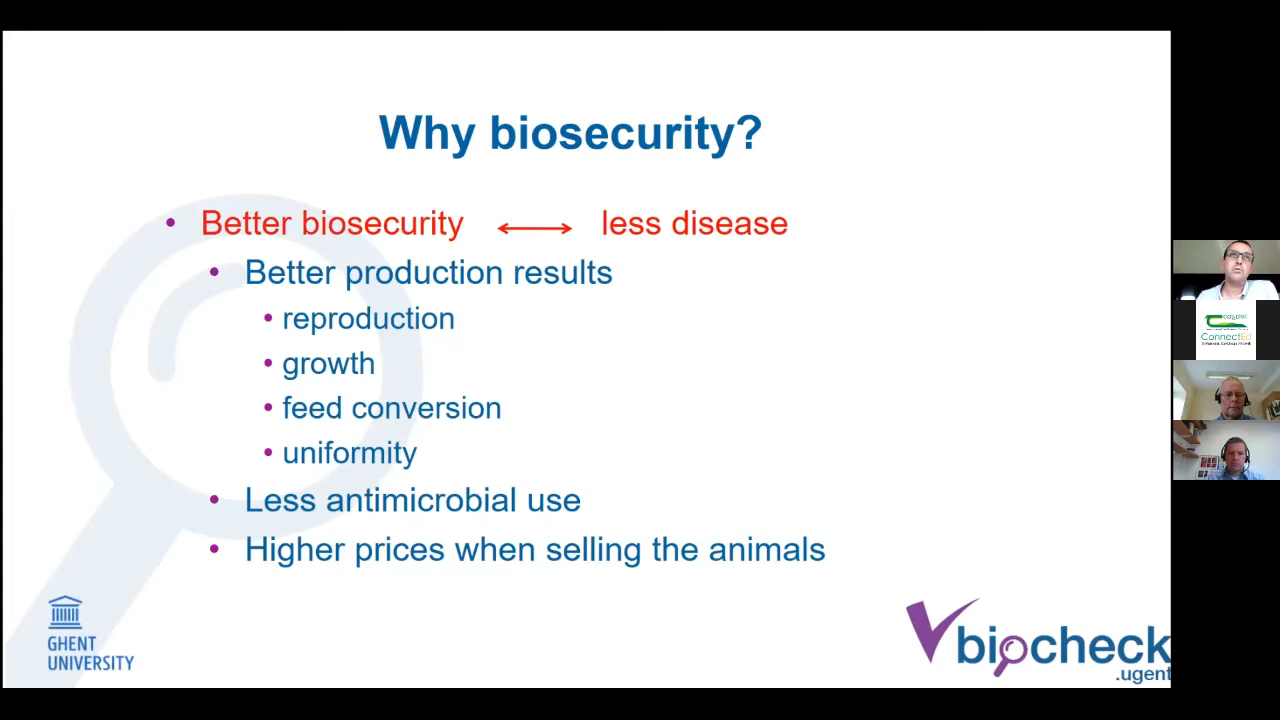 Why biosecurity?
• Better biosecurity ⟷ less disease
• Better production results
• reproduction
• growth
• feed conversion
• uniformity
• Less antimicrobial use
• Higher prices when selling the animals
GHENT
UNIVERSITY
biocheck
.ugent
ConnectEd